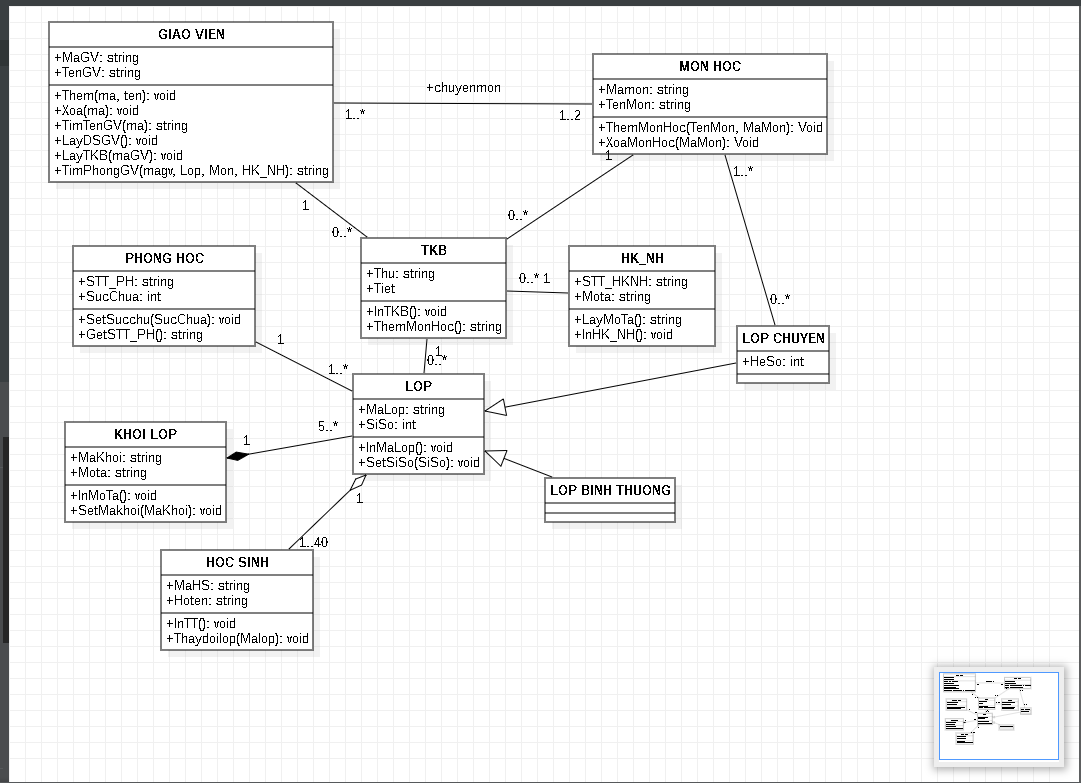 GIAO VIEN
+MaGV: string
+TenGV: string
+Them(ma, ten): void
+Xoa(ma): void
+TimTenGV(ma): string
+LayDSGV(): void
+LayTKB(maGV): void
+TimPhongGV(magv, Lop, Mon, HK_NH): string
+chuyenmon
1..*
1..2
MON HOC
+Mamon: string
+TenMon: string
+ThemMonHoc(TenMon, MaMon): Void
+XoaMonHoc(MaMon): Void
1
0..*
1
0..*
1..*
0..*
PHONG HOC
+STT_PH: string
+SucChua: int
+SetSucchu(SucChua): void
+GetSTT_PH(): string
TKB
+Thu: string
+Tiet
+InTKB(): void
+ThemMonHoc(): string
0..* 1
HK_NH
+STT_HKNH: string
+Mota: string
+LayMoTa(): string
+InHK_NH(): void
LOP CHUYEN
+HeSo: int
1
1..*
1
0..*
LOP
+MaLop: string
+SiSo: int
+InMaLop(): void
+SetSiSo(SiSo): void
KHOI LOP
+MaKhoi: string
+Mota: string
+InMoTa(): void
+SetMakhoi(MaKhoi): void
1
5..*
LOP BINH THUONG
1
1..40
HOC SINH
+MaHS: string
+Hoten: string
+InTT(): void
+Thaydoilop(Malop): void